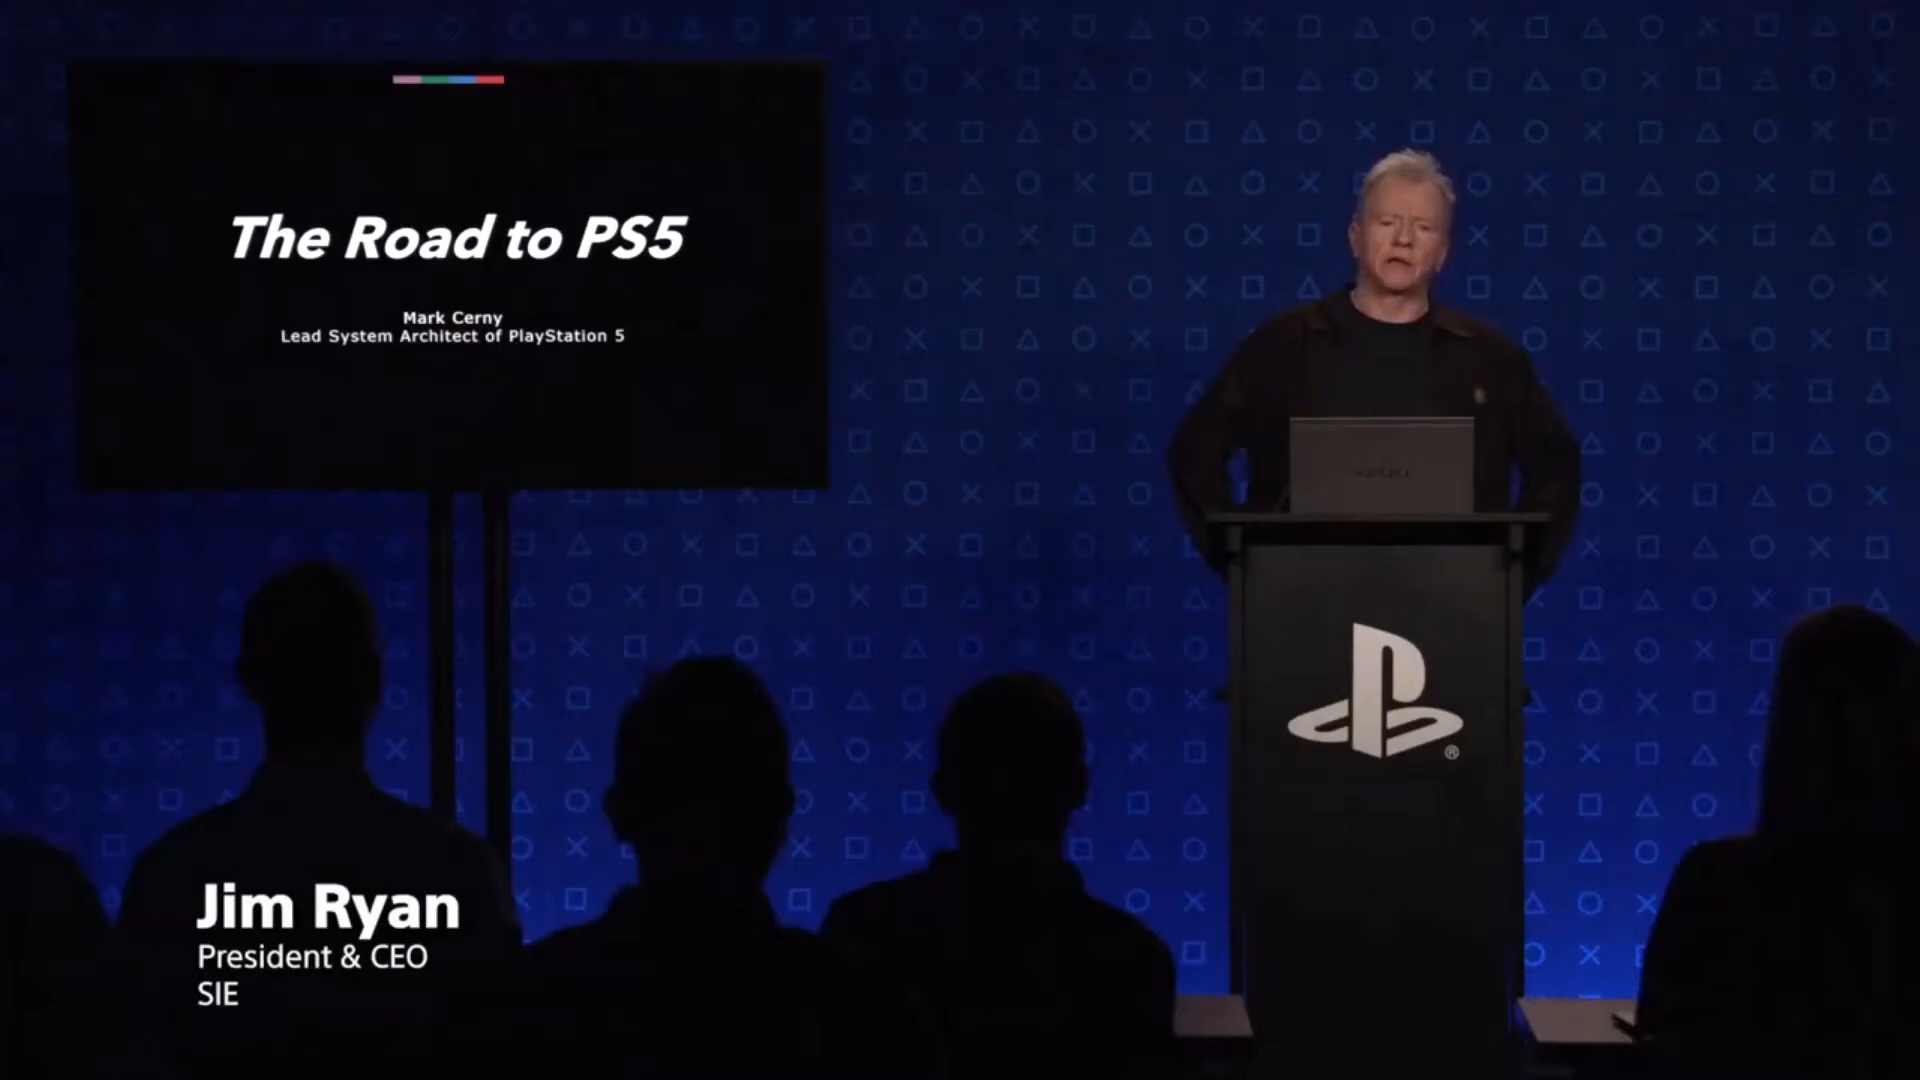 The Road to PS5
Mark Cerny
Lead System Architect of PlayStation 5
Jim Ryan
President & CEO
SIE
®